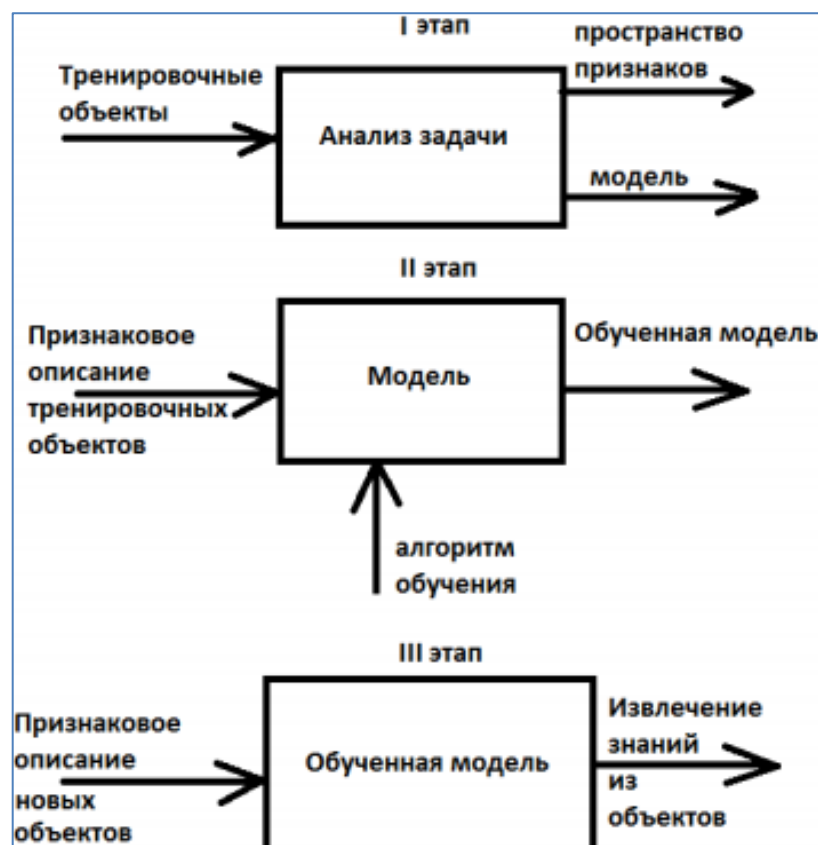 I этап
Тренировочные
объекты
Анализ задачи
пространство
признаков
модель
II этап
Признаковое
описание
тренировочных
объектов
Модель
Обученная модель
алгоритм
обучения
III этап
Признаковое
описание
новых
объектов
Обученная модель
Извлечение
знаний
из
объектов